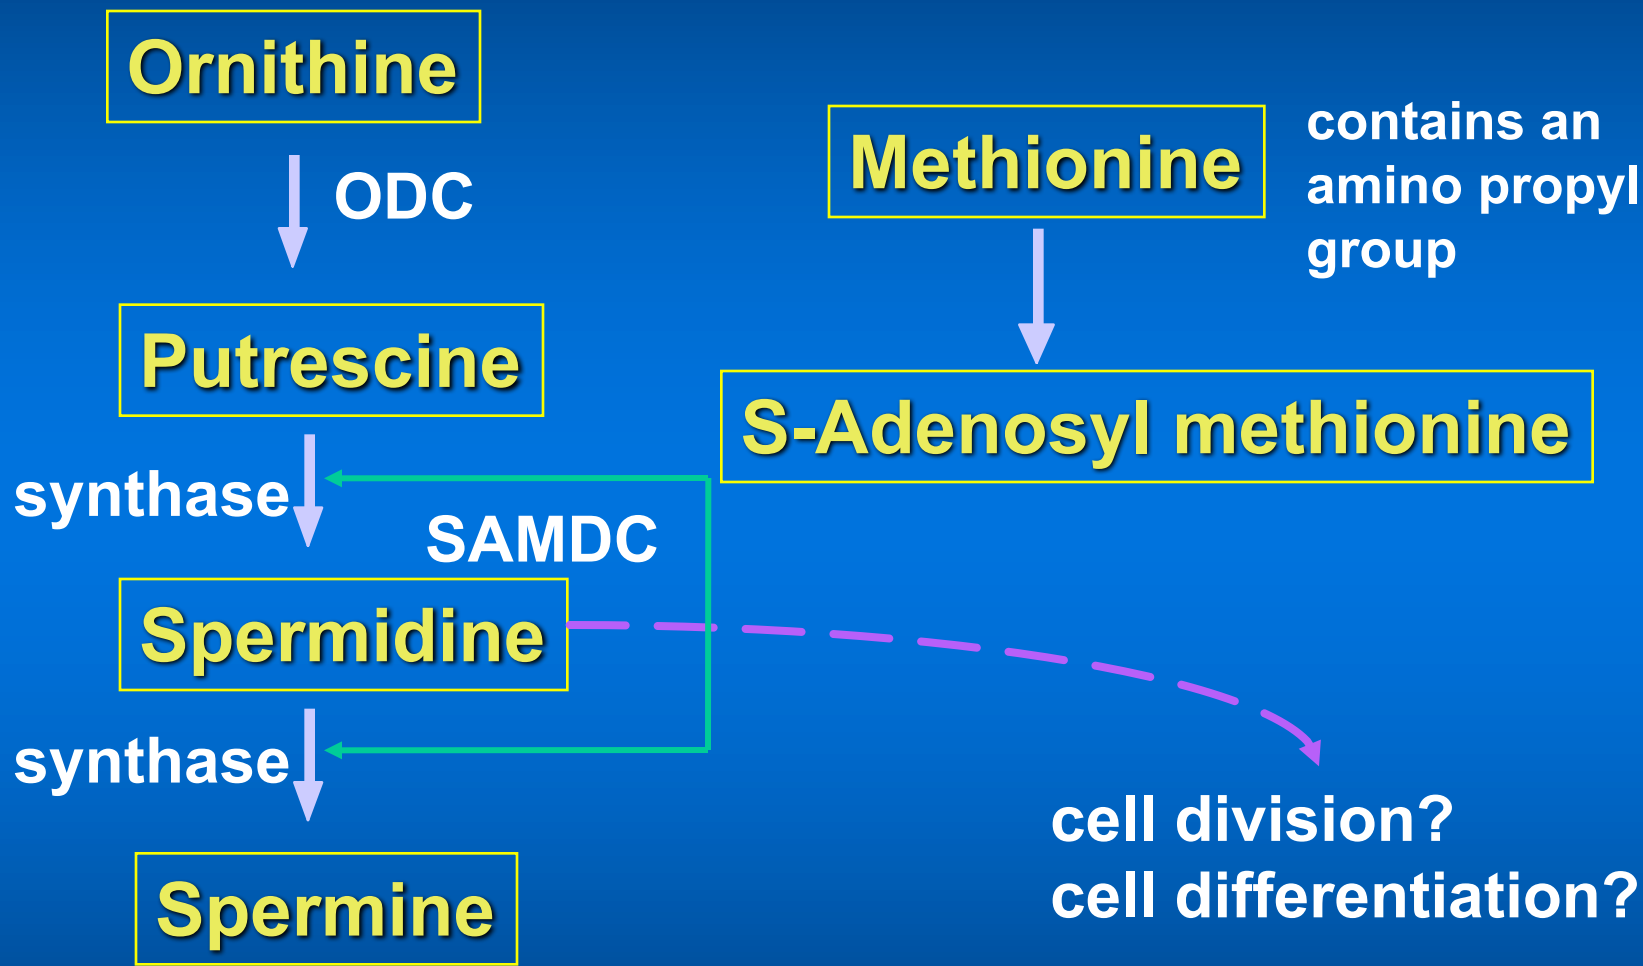 Ornithine
ODC
Putrescine
synthase
SAMDC
Spermidine
synthase
Spermine
Methionine
contains an
amino propyl
group
S-Adenosyl methionine
cell division?
cell differentiation?